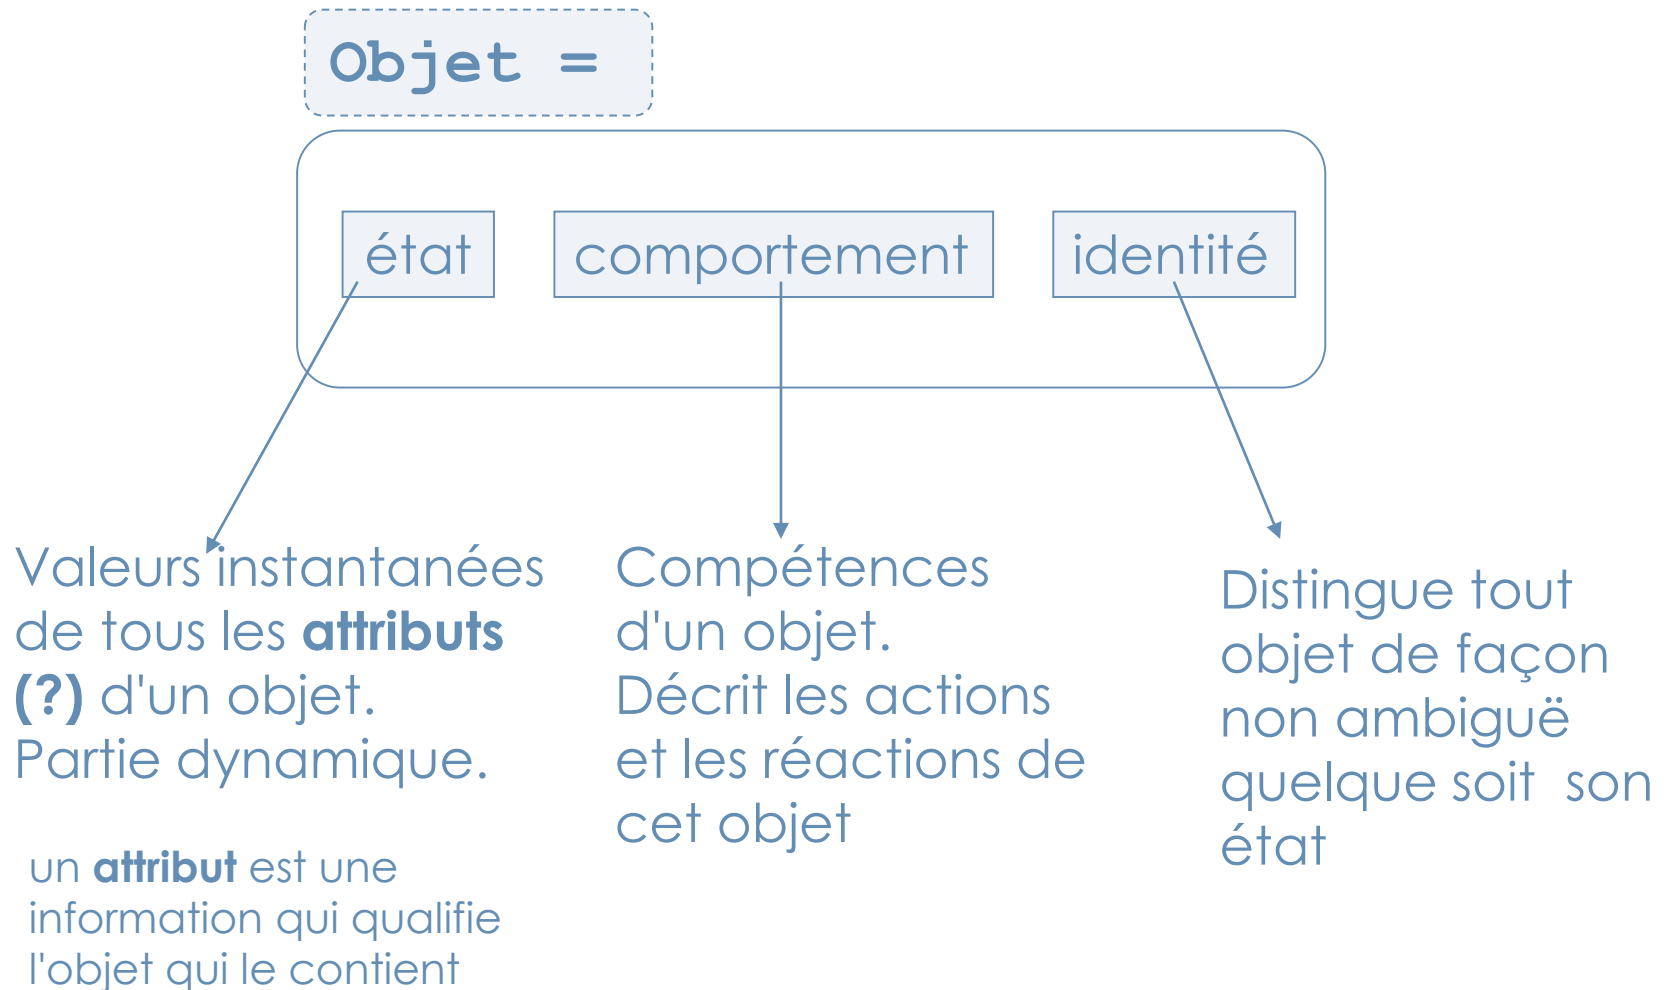 Objet =
état
comportement
identité
Valeurs instantanées
de tous les attributs
(?) d'un objet.
Partie dynamique.
un attribut est une
information qui qualifie
l'objet qui le contient
Compétences
d'un objet.
Décrit les actions
et les réactions de
cet objet
Distingue tout
objet de façon
non ambiguë
quelque soit son
état